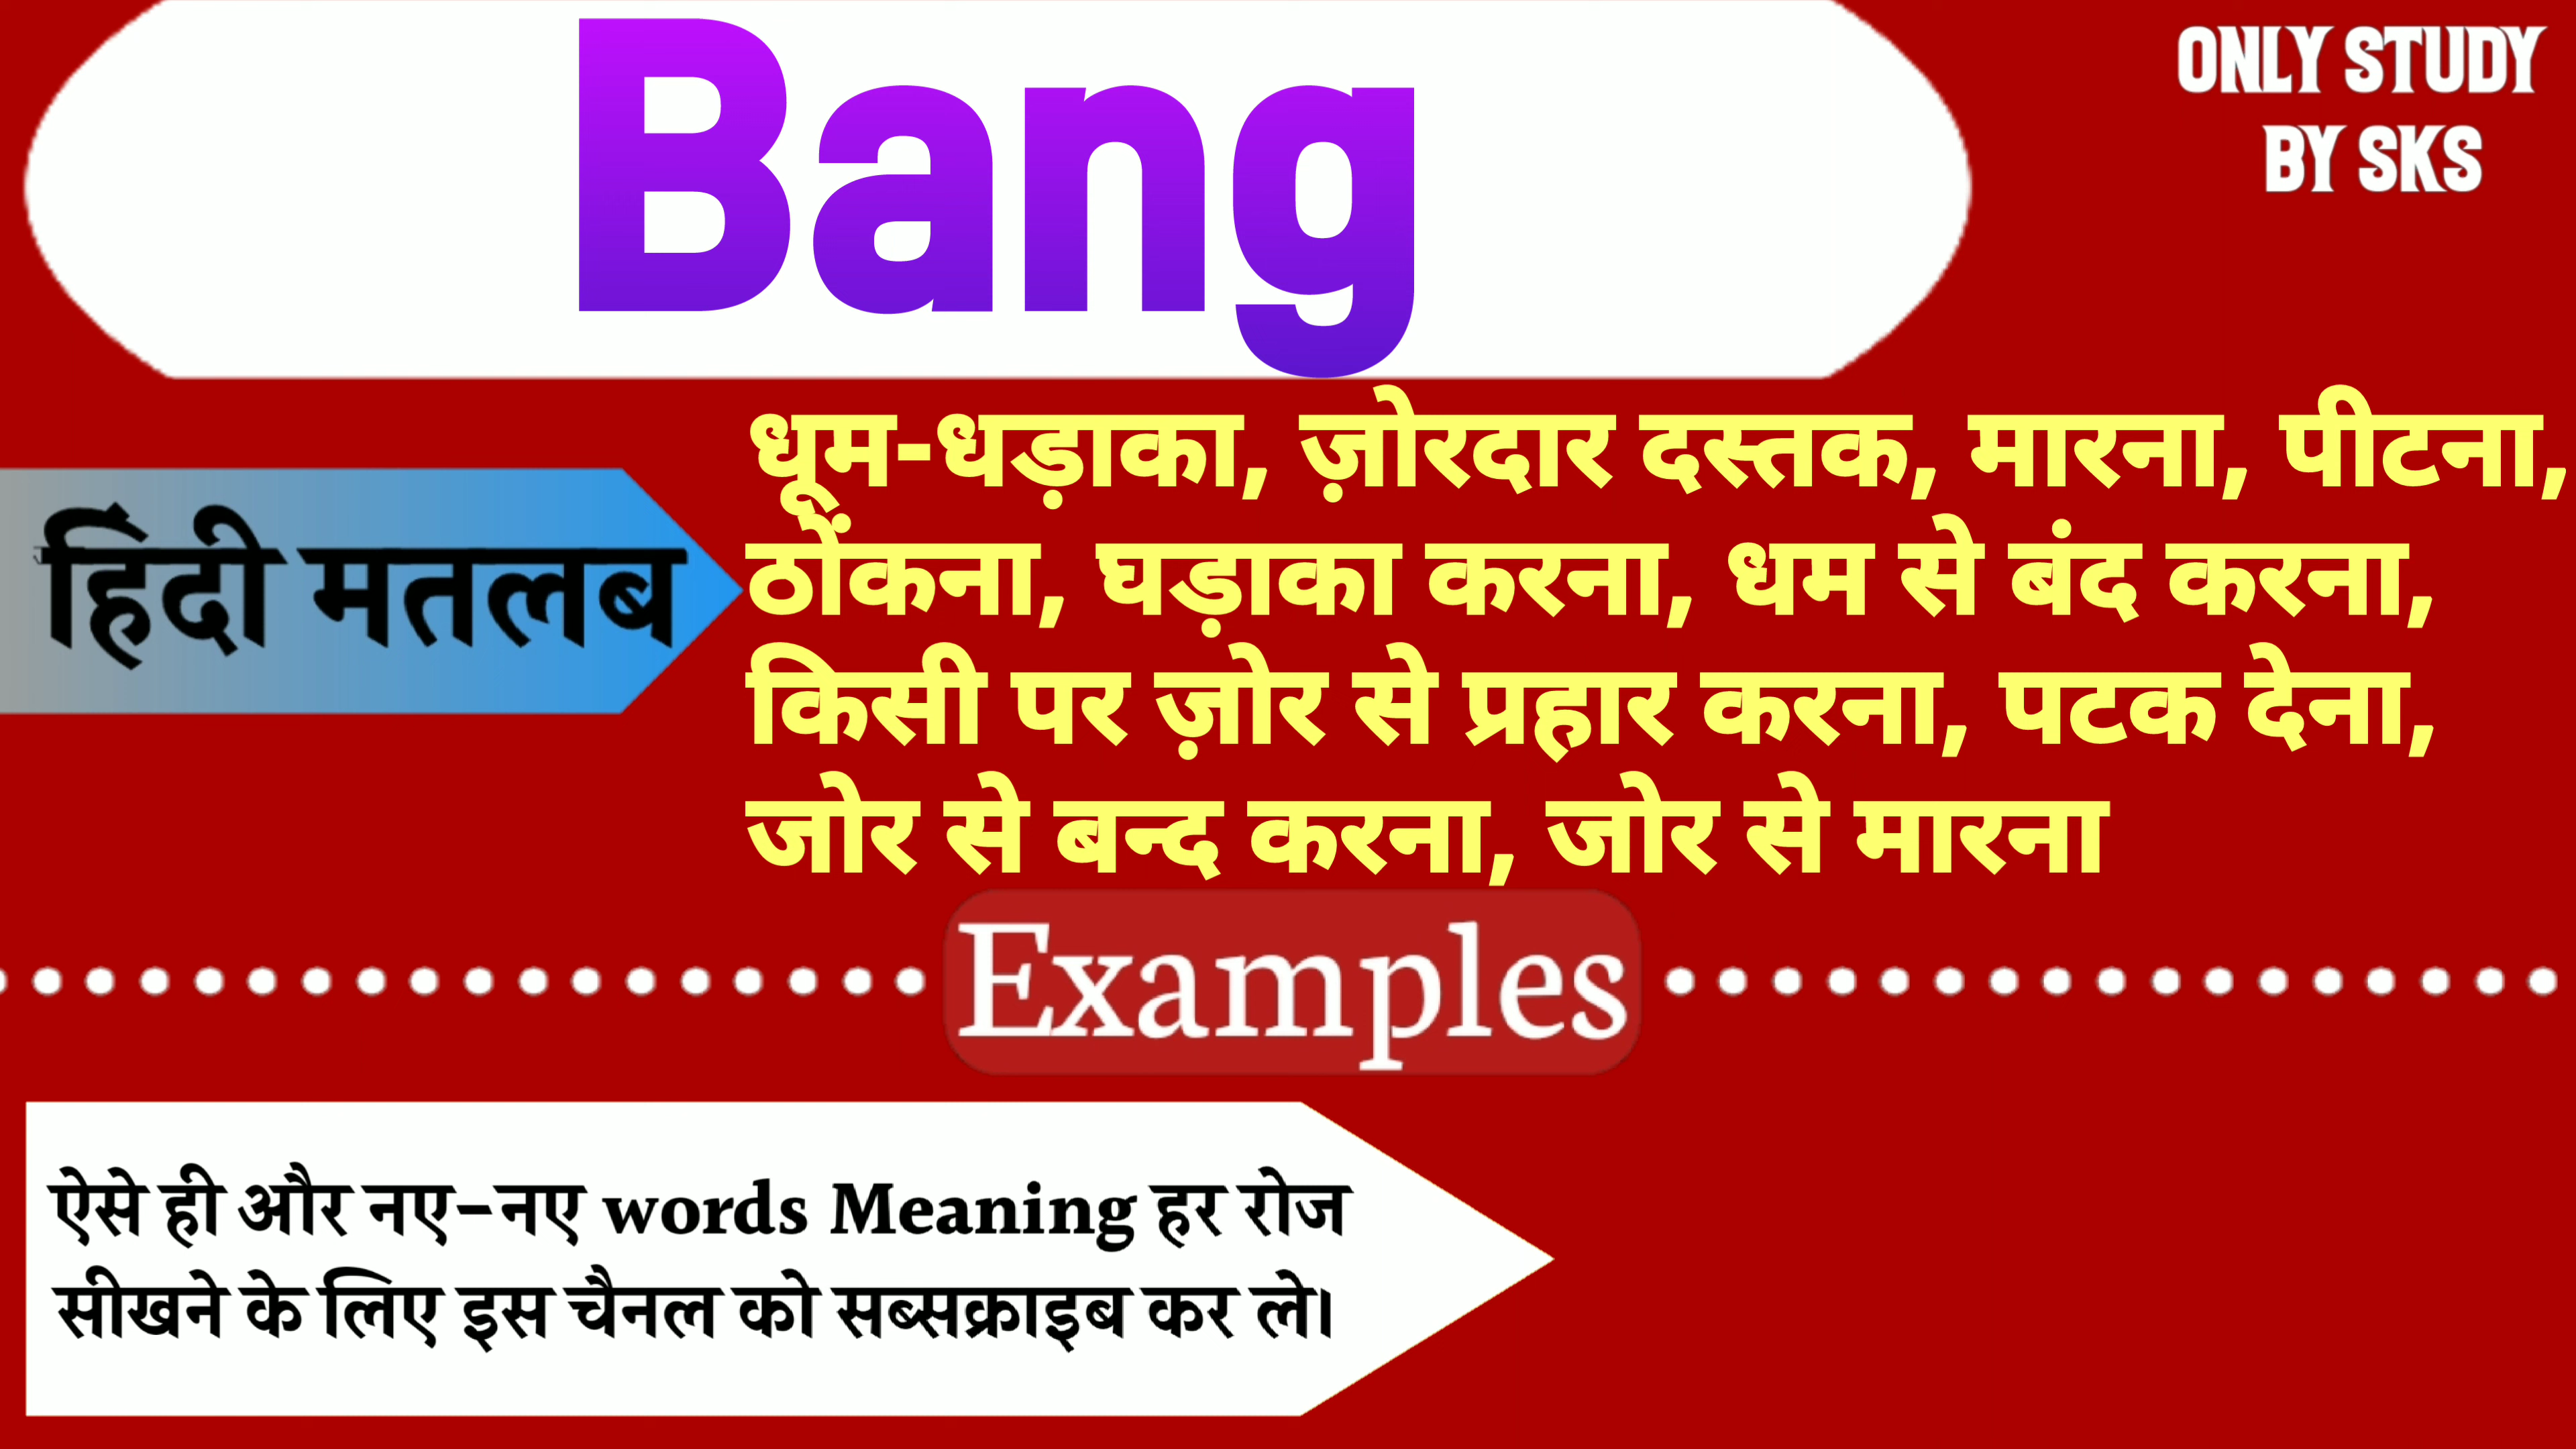 Bang
ONLY STUDY
BY SKS
धूम-धड़ाका, ज़ोरदार दस्तक, मारना, पीटना,
हिंदी मतलब
ठोंकना, घड़ाका करना, धम से बंद करना,
किसी पर ज़ोर से प्रहार करना, पटक देना,
जोर से बन्द करना, जोर से मारना
Examples
ऐसे ही और नए-नए words Meaning हर रोज
सीखने के लिए इस चैनल को सब्सक्राइब कर ले।